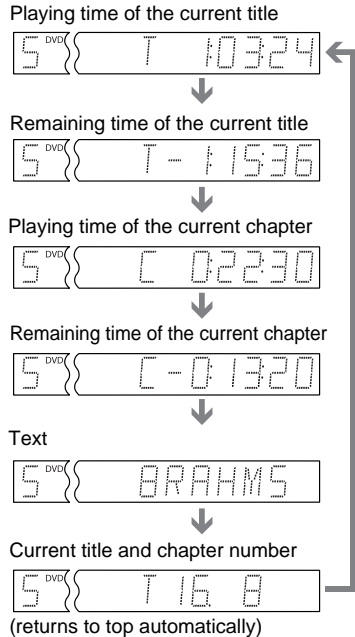 Playing time of the current title
5 DVD T 1:03:24
Remaining time of the current title
5 DVD T-1:15:36
Playing time of the current chapter
5 DVD C 0:22:30
Remaining time of the current chapter
5 DVD C-0:13:20
Text
5 DVD BRAHMS
Current title and chapter number
5 DVD T 16. 8
(returns to top automatically)